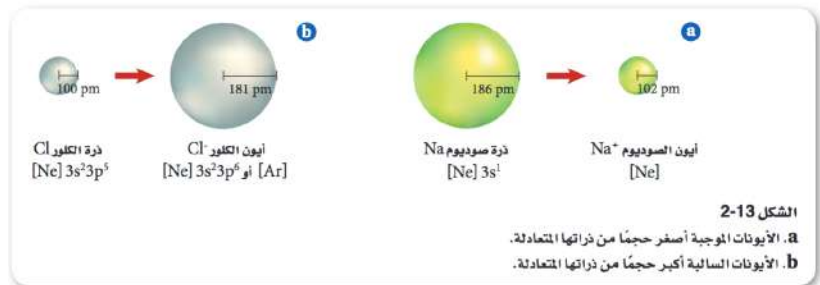 a
186 pm
102 pm
ذرة صوديوم Na
[Ne] 3s¹
أيون الصوديوم Na⁺
[Ne]
b
100 pm
181 pm
ذرة الكلور Cl
[Ne] 3s²3p⁵
أيون الكلور Cl⁻
[Ne] 3s²3p⁶ أو [Ar]
الشكل 13-2
a. الأيونات الموجبة أصغر حجمًا من ذراتها المتعادلة.
b. الأيونات السالبة أكبر حجمًا من ذراتها المتعادلة.